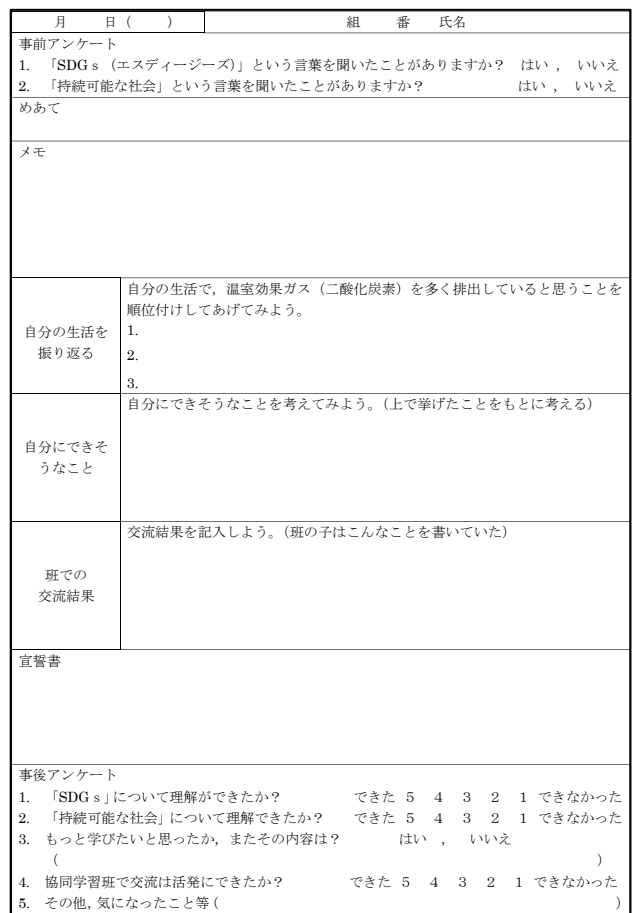 月 日( ) 組 番 氏名
事前アンケート
1. 「SDGs（エスディージーズ）」という言葉を聞いたことがありますか？ はい , いいえ
2. 「持続可能な社会」という言葉を聞いたことがありますか？ はい , いいえ
めあて
メモ
自分の生活を
振り返る
自分の生活で，温室効果ガス（二酸化炭素）を多く排出していると思うことを
順位付けしてあげてみよう。
1.
2.
3.
自分にできそ
うなこと
自分にできそうなことを考えてみよう。（上で挙げたことをもとに考える）
班での
交流結果
交流結果を記入しよう。（班の子はこんなことを書いていた）
宣誓書
事後アンケート
1. 「SDGs」について理解ができたか？ できた 5 4 3 2 1 できなかった
2. 「持続可能な社会」について理解できたか？ できた 5 4 3 2 1 できなかった
3. もっと学びたいと思ったか，またその内容は？ はい , いいえ
( )
4. 協同学習班で交流は活発にできたか？ できた 5 4 3 2 1 できなかった
5. その他，気になったこと等( )